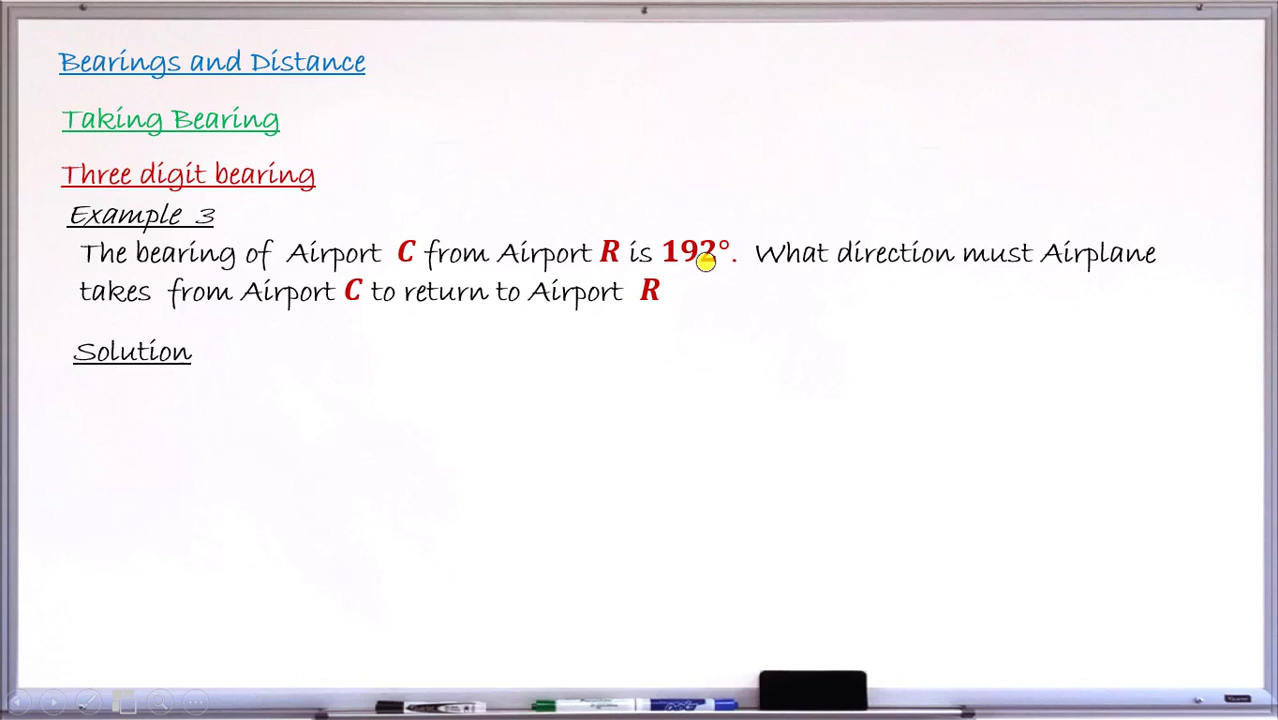 Bearings and Distance
Taking Bearing
Three digit bearing
Example 3
The bearing of Airport C from Airport R is 192°. What direction must Airplane
takes from Airport C to return to Airport R
Solution